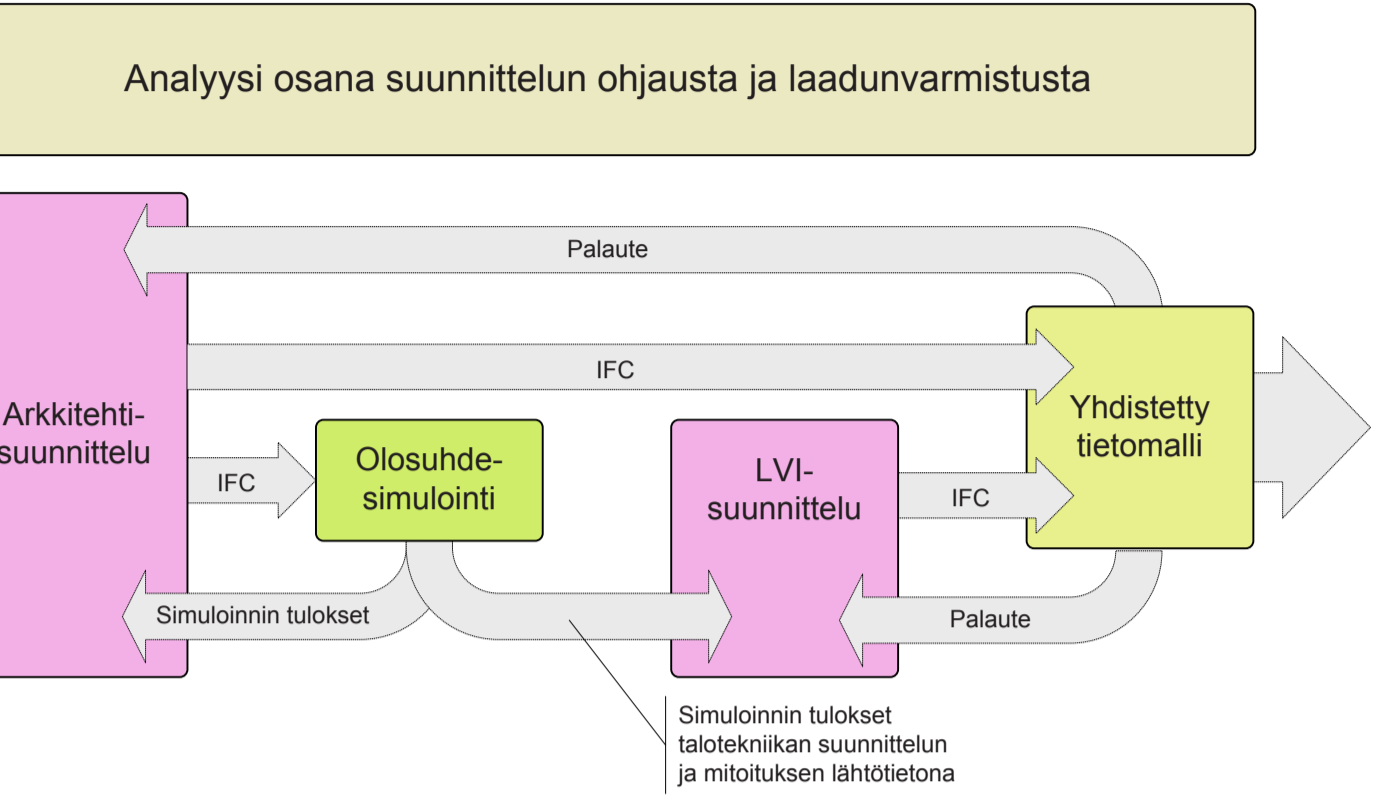 Analyysi osana suunnittelun ohjausta ja laadunvarmistusta
Palaute
IFC
Arkkitehti-
suunnittelu
IFC
Olosuhde-
simulointi
LVI-
suunnittelu
IFC
Yhdistetty
tietomalli
Simuloinnin tulokset
Palaute
Simuloinnin tulokset
talotekniikan suunnittelun
ja mitoituksen lähtötietona